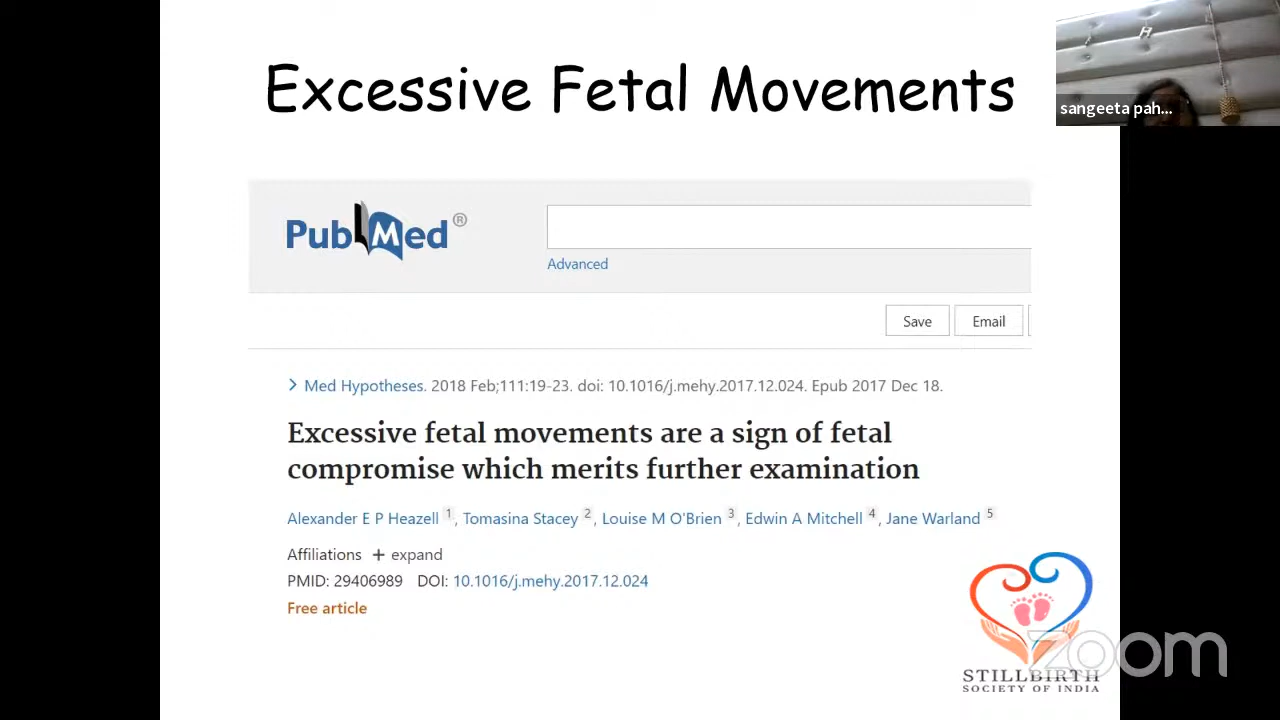 Excessive Fetal Movements
sangeeta pah...
PubMed®
Advanced
Save
Email
Med Hypotheses. 2018 Feb;111:19-23. doi: 10.1016/j.mehy.2017.12.024. Epub 2017 Dec 18.
Excessive fetal movements are a sign of fetal
compromise which merits further examination
Alexander E P Heazell 1, Tomasina Stacey 2, Louise M O'Brien 3, Edwin A Mitchell 4, Jane Warland 5
Affiliations + expand
PMID: 29406989 DOI: 10.1016/j.mehy.2017.12.024
Free article
zoom
STILLBIRTH
SOCIETY OF INDIA